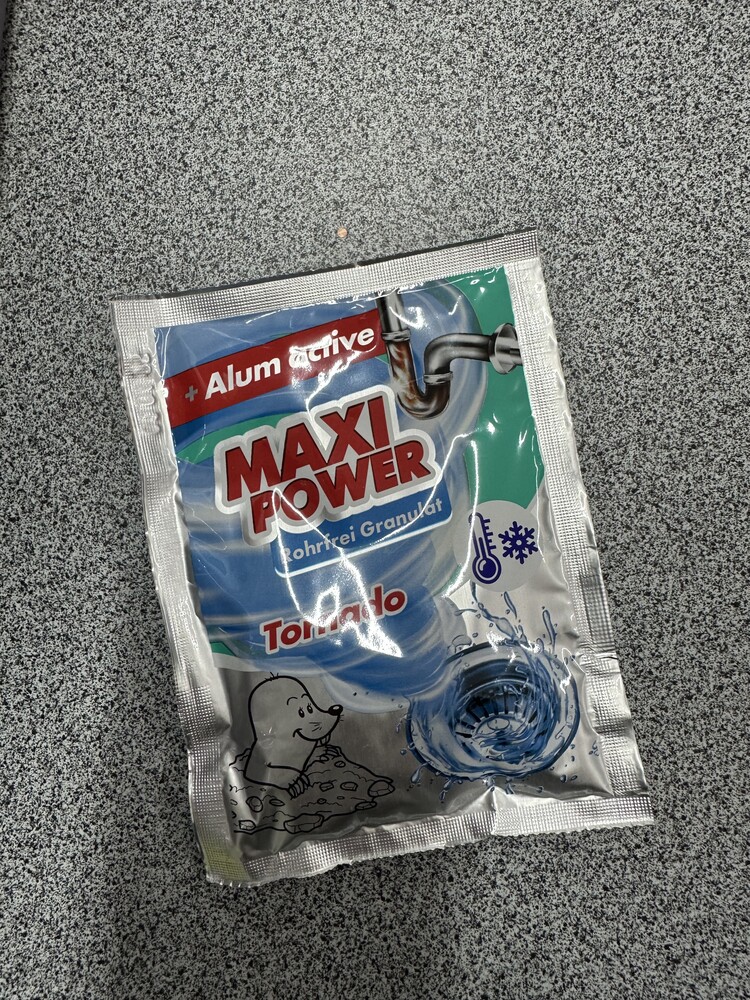 + Alum active
MAXI
POWER
Rohrfrei Granulat
Tornado